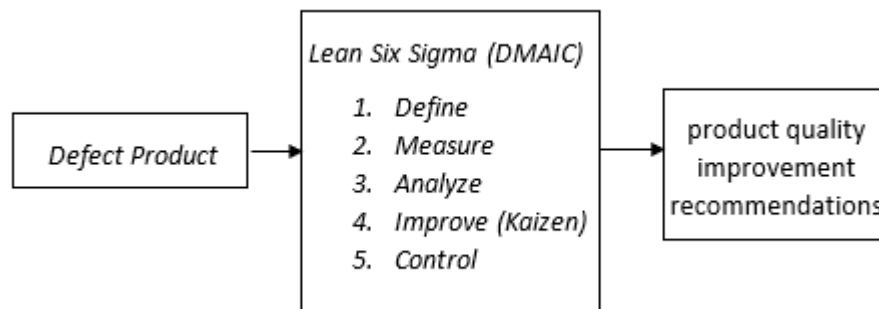 Defect Product
Lean Six Sigma (DMAIC)
1. Define
2. Measure
3. Analyze
4. Improve (Kaizen)
5. Control
product quality
improvement
recommendations